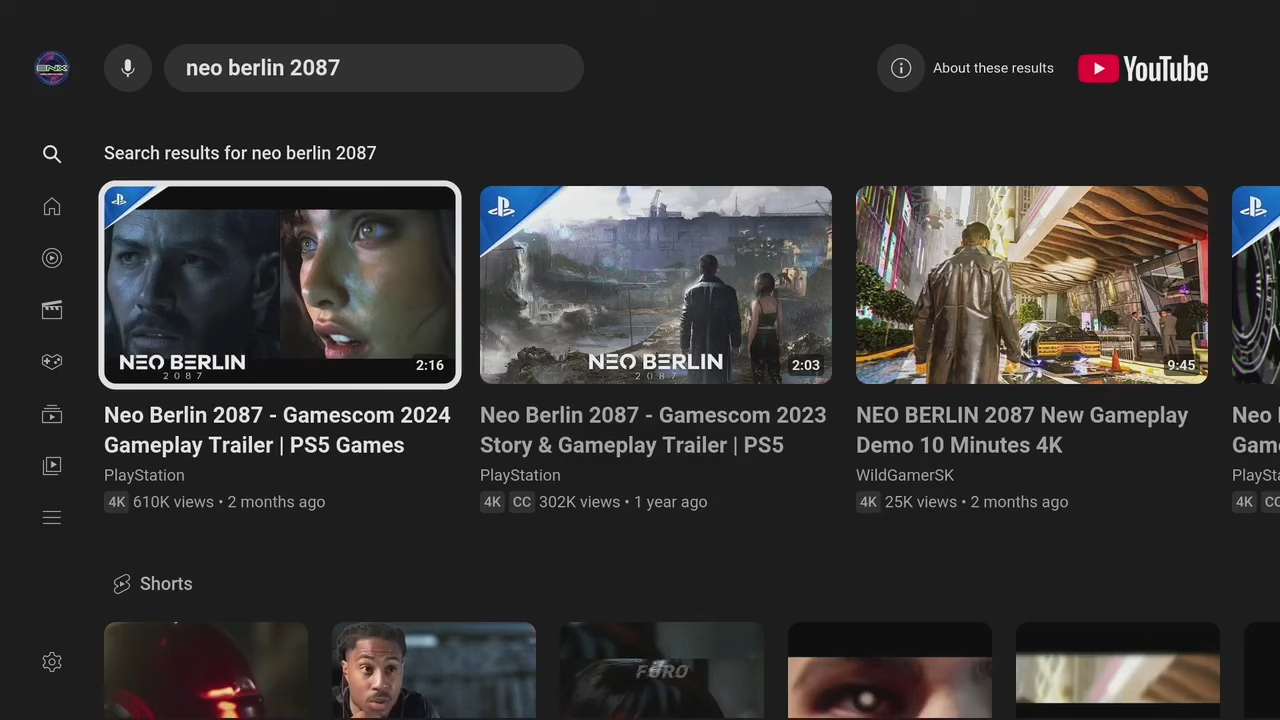 neo berlin 2087
About these results
YouTube
Search results for neo berlin 2087
NEO BERLIN
2087
2:16
NEO BERLIN
2087
2:03
9:45
Neo Berlin 2087 - Gamescom 2024
Gameplay Trailer | PS5 Games
PlayStation
4K 610K views • 2 months ago
Neo Berlin 2087 - Gamescom 2023
Story & Gameplay Trailer | PS5
PlayStation
4K CC 302K views • 1 year ago
NEO BERLIN 2087 New Gameplay
Demo 10 Minutes 4K
WildGamerSK
4K 25K views • 2 months ago
Neo
4K
Shorts